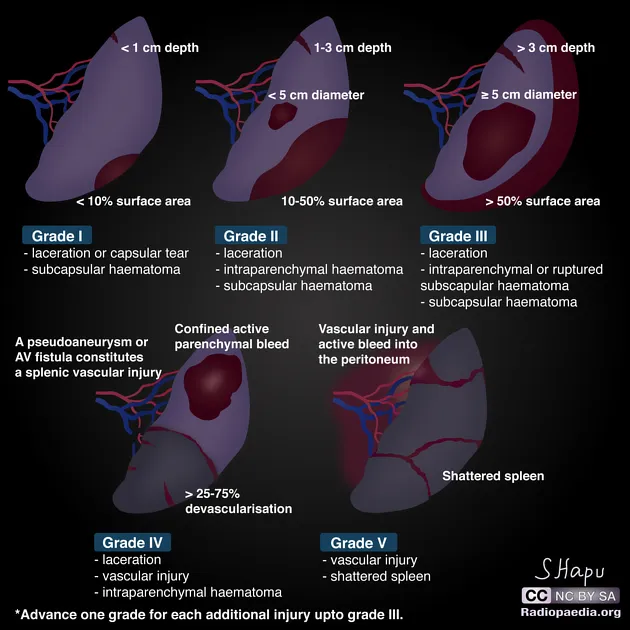 < 1 cm depth
< 10% surface area
Grade I
- laceration or capsular tear
- subcapsular haematoma
1-3 cm depth
< 5 cm diameter
10-50% surface area
Grade II
- laceration
- intraparenchymal haematoma
- subcapsular haematoma
> 3 cm depth
≥ 5 cm diameter
> 50% surface area
Grade III
- laceration
- intraparenchymal or ruptured
subscapular haematoma
- subcapsular haematoma
A pseudoaneurysm or
AV fistula constitutes
a splenic vascular injury
Confined active
parenchymal bleed
> 25-75%
devascularisation
Grade IV
- laceration
- vascular injury
- intraparenchymal haematoma
Vascular injury and
active bleed into
the peritoneum
Shattered spleen
Grade V
- vascular injury
- shattered spleen
*Advance one grade for each additional injury upto grade III.
SHapu
CC NC BY SA
Radiopaedia.org